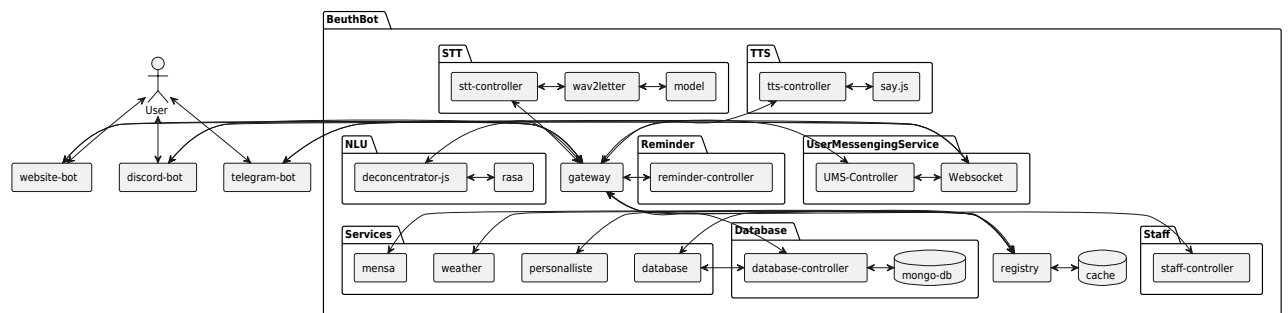 BeuthBot
STT
TTS
stt-controller
wav2letter
model
tts-controller
say.js
User
NLU
Reminder
UserMessengingService
website-bot
discord-bot
telegram-bot
deconcentrator-js
rasa
gateway
reminder-controller
UMS-Controller
Websocket
Services
Database
Staff
mensa
weather
personalliste
database
database-controller
mongo-db
registry
cache
staff-controller